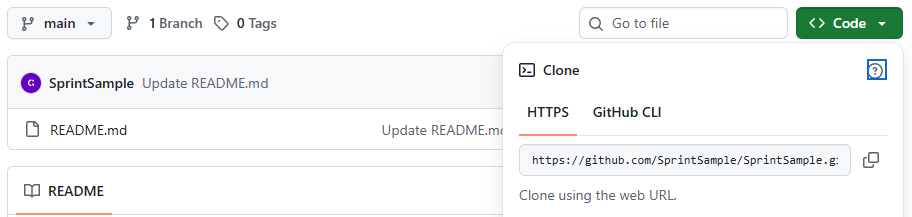 main 1 Branch 0 Tags Go to file Code
Clone
SprintSample Update README.md
HTTPS GitHub CLI
README.md Update README.md
https://github.com/SprintSample/SprintSample.g
README
Clone using the web URL.